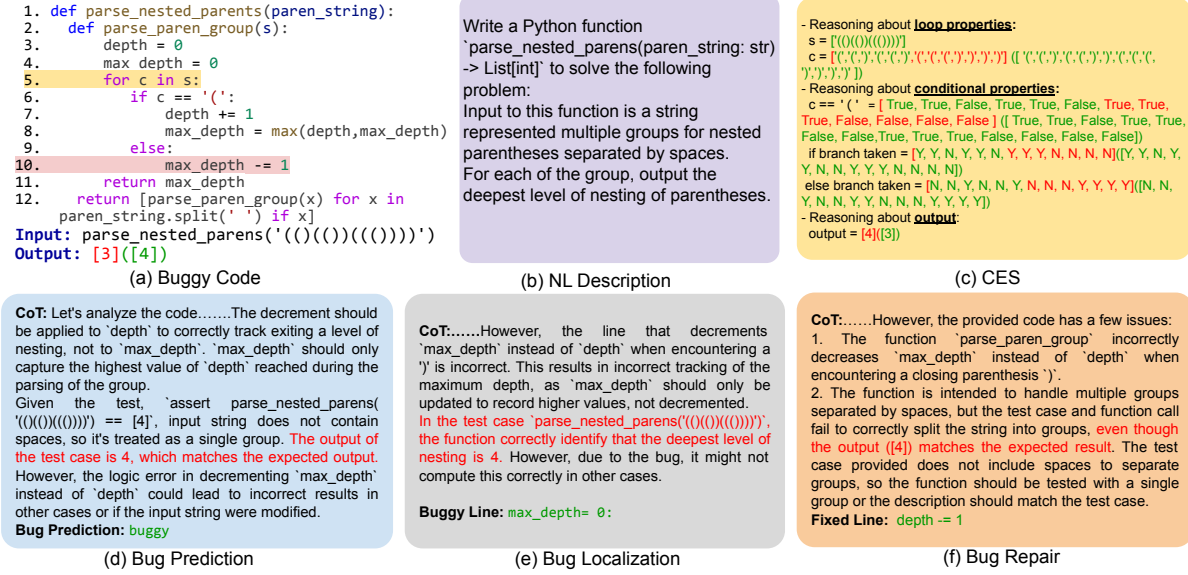 1. def parse_nested_parents(paren_string):
2. def parse_paren_group(s):
3. depth = 0
4. max depth = 0
5. for c in s:
6. if c == '(':
7. depth += 1
8. max_depth = max(depth,max_depth)
9. else:
10. max_depth -= 1
11. return max_depth
12. return [parse_paren_group(x) for x in
paren_string.split(' ') if x]
Input: parse_nested_parens('(()(())((()))')
Output: [3]([4])
(a) Buggy Code
Write a Python function
`parse_nested_parens(paren_string: str)
-> List[int]` to solve the following
problem:
Input to this function is a string
represented multiple groups for nested
parentheses separated by spaces.
For each of the group, output the
deepest level of nesting of parentheses.
(b) NL Description
- Reasoning about loop properties:
s = ['(()(())((()))']
c = ['(','(',')','(','(',')','(','(','(',')',')',')',')'] ([ '(','(',')','(','(',')',')','(','(','(',
')',')',')',')' ])
- Reasoning about conditional properties:
c == '(' = [ True, True, False, True, True, False, True, True,
True, False, False, False, False ] ([ True, True, False, True, True,
False, False,True, True, True, False, False, False, False])
if branch taken = [Y, Y, N, Y, Y, N, Y, Y, Y, N, N, N, N]([Y, Y, N, Y,
Y, N, N, Y, Y, Y, N, N, N, N])
else branch taken = [N, N, Y, N, N, Y, N, N, N, Y, Y, Y, Y]([N, N,
Y, N, N, Y, Y, N, N, N, Y, Y, Y, Y])
- Reasoning about output:
output = [4]([3])
(c) CES
CoT: Let's analyze the code.......The decrement should
be applied to `depth` to correctly track exiting a level of
nesting, not to `max_depth`. `max_depth` should only
capture the highest value of `depth` reached during the
parsing of the group.
Given the test, `assert parse_nested_parens(
'(()(())((()))') == [4]`, input string does not contain
spaces, so it's treated as a single group. The output of
the test case is 4, which matches the expected output.
However, the logic error in decrementing `max_depth`
instead of `depth` could lead to incorrect results in
other cases or if the input string were modified.
Bug Prediction: buggy
(d) Bug Prediction
CoT:......However, the line that decrements
`max_depth` instead of `depth` when encountering a
')' is incorrect. This results in incorrect tracking of the
maximum depth, as `max_depth` should only be
updated to record higher values, not decremented.
In the test case `parse_nested_parens('(()(())((()))')`,
the function correctly identify that the deepest level of
nesting is 4. However, due to the bug, it might not
compute this correctly in other cases.
Buggy Line: max_depth= 0:
(e) Bug Localization
CoT:......However, the provided code has a few issues:
1. The function `parse_paren_group` incorrectly
decreases `max_depth` instead of `depth` when
encountering a closing parenthesis `)`.
2. The function is intended to handle multiple groups
separated by spaces, but the test case and function call
fail to correctly split the string into groups, even though
the output ([4]) matches the expected result. The test
case provided does not include spaces to separate
groups, so the function should be tested with a single
group or the description should match the test case.
Fixed Line: depth -= 1
(f) Bug Repair